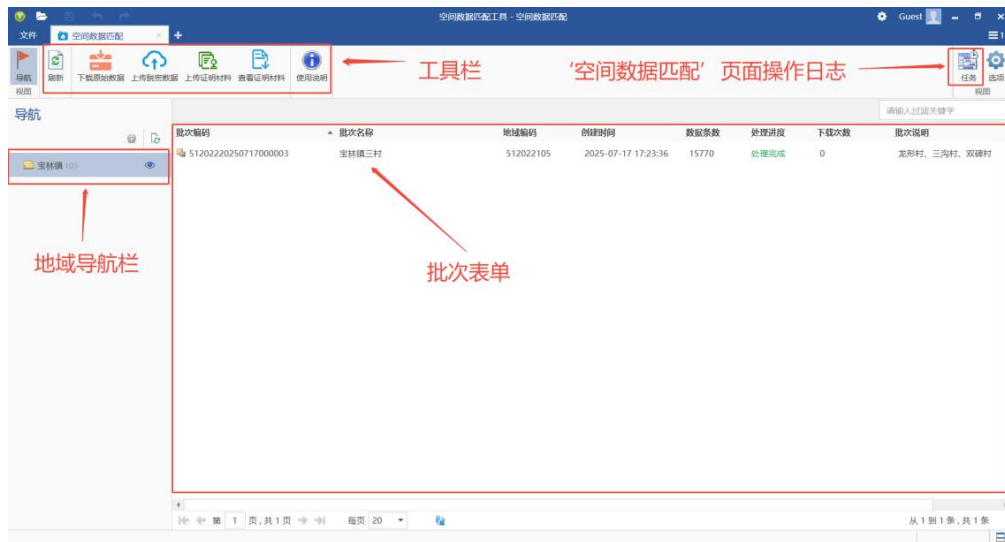 空间数据匹配工具 - 空间数据匹配
Guest
文件 空间数据匹配 × +
导航 刷新 下载原始数据 上传脱密数据 上传证明材料 查看证明材料 使用说明 工具栏 ‘空间数据匹配’页面操作日志 任务 选项
视图 视图
导航 请输入过滤关键字
批次编码 批次名称 地域编码 创建时间 数据条数 处理进度 下载次数 批次说明
宝林镇 105
51202220250717000003 宝林镇三村 512022105 2025-07-17 17:23:36 15770 处理完成 0 龙形村、三沟村、双碑村
地域导航栏
批次表单
第 1 页,共1页 每页 20 从1到1条,共1条